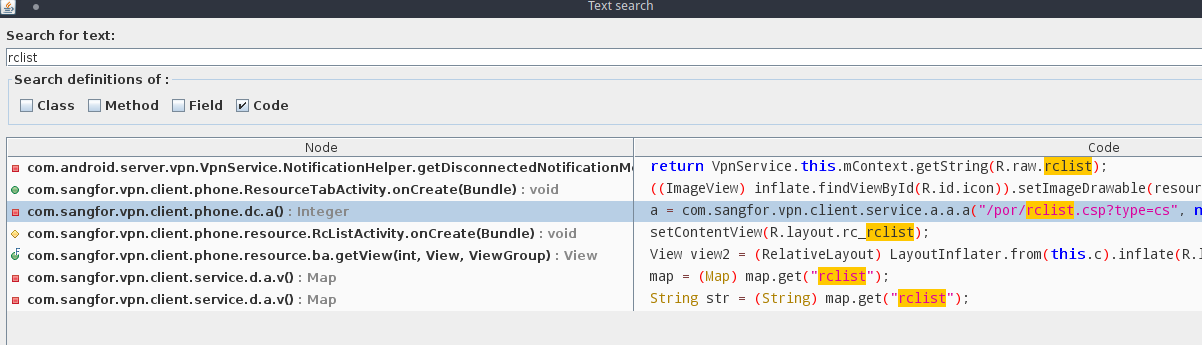 Text search
Search for text:
rclist
Search definitions of :
Class Method Field Code
Node Code
com.android.server.vpn.VpnService.NotificationHelper.getDisconnectedNotificationM return VpnService.this.mContext.getString(R.raw.rclist);
com.sangfor.vpn.client.phone.ResourceTabActivity.onCreate(Bundle) : void ((ImageView) inflate.findViewById(R.id.icon)).setImageDrawable(resour
com.sangfor.vpn.client.phone.dc.a() : Integer a = com.sangfor.vpn.client.service.a.a.a("/por/rclist.csp?type=cs", n
com.sangfor.vpn.client.phone.resource.RcListActivity.onCreate(Bundle) : void setContentView(R.layout.rc_rclist);
com.sangfor.vpn.client.phone.resource.ba.getView(int, View, ViewGroup) : View View view2 = (RelativeLayout) LayoutInflater.from(this.c).inflate(R.l
com.sangfor.vpn.client.service.d.a.v() : Map map = (Map) map.get("rclist");
com.sangfor.vpn.client.service.d.a.v() : Map String str = (String) map.get("rclist");